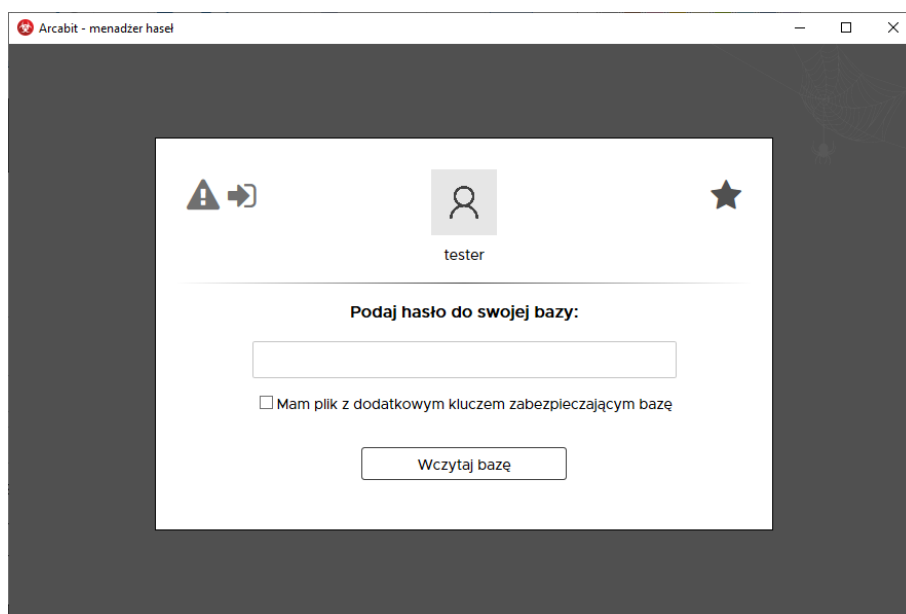 Arcabit - menadżer haseł
tester
Podaj hasło do swojej bazy:
Mam plik z dodatkowym kluczem zabezpieczającym bazę
Wczytaj bazę